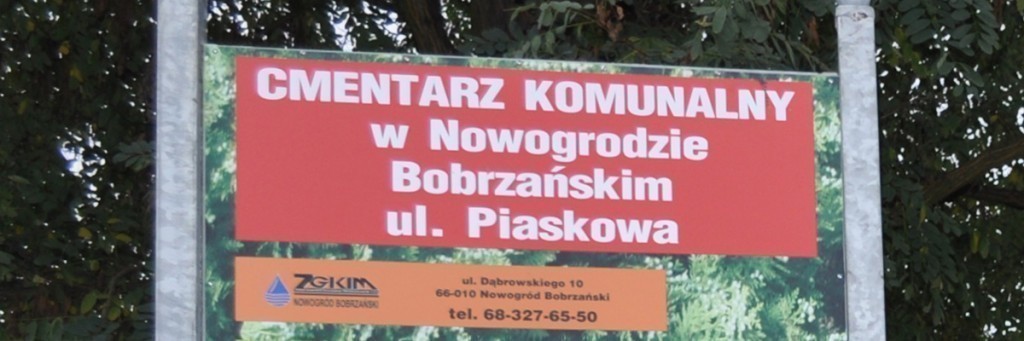 CMENTARZ KOMUNALNY
w Nowogrodzie
Bobrzańskim
ul. Piaskowa
ZGKIM
NOWOGRÓD BOBRZAŃSKI
ul. Dąbrowskiego 10
66-010 Nowogród Bobrzański
tel. 68-327-65-50